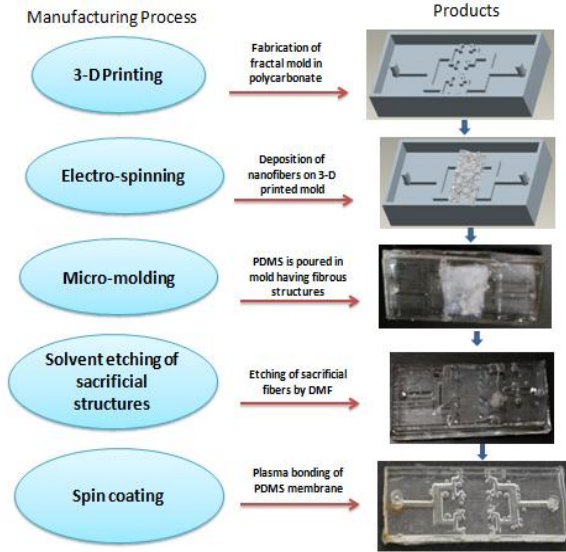 Manufacturing Process
Products
3-D Printing
Fabrication of
fractal mold in
polycarbonate
Electro-spinning
Deposition of
nanofibers on 3-D
printed mold
Micro-molding
PDMS is poured in
mold having fibrous
structures
Solvent etching of
sacrificial
structures
Etching of sacrificial
fibers by DMF
Spin coating
Plasma bonding of
PDMS membrane